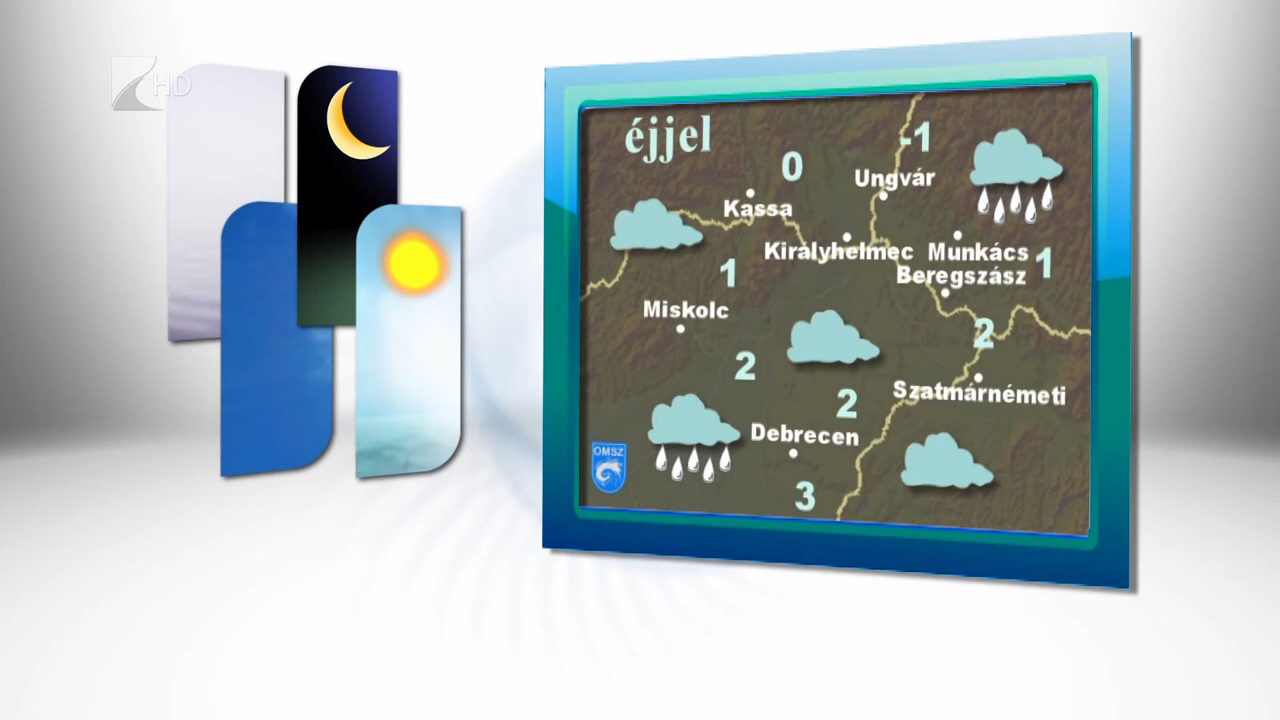 HD
éjjel
-1
0
Ungvár
Kassa
Királyhelmec
Munkács
1
1
Beregszász
Miskolc
2
2
Szatmárnémeti
2
Debrecen
OMSZ
3